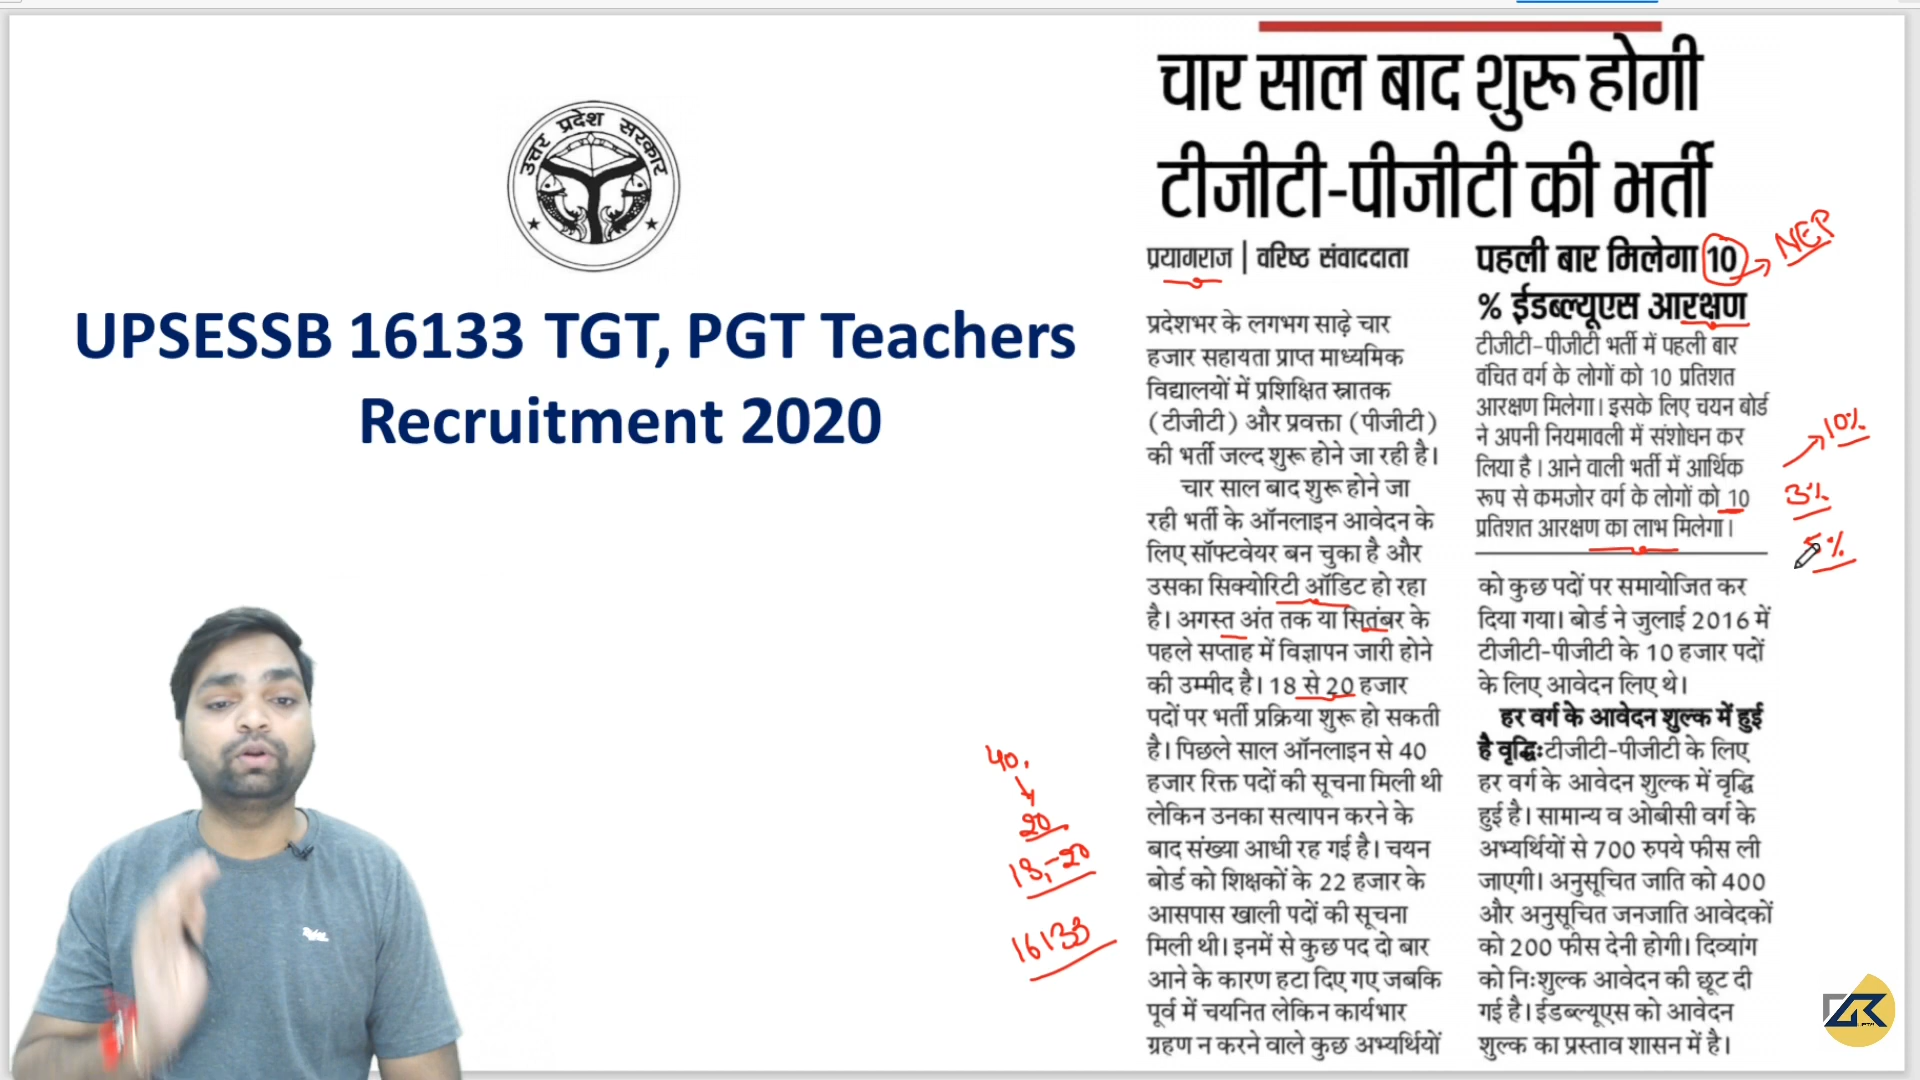 उत्तर प्रदेश सरकार
UPSESSB 16133 TGT, PGT Teachers
Recruitment 2020
चार साल बाद शुरू होगी
टीजीटी-पीजीटी की भर्ती
प्रयागराज | वरिष्ठ संवाददाता
प्रदेशभर के लगभग साढ़े चार
हजार सहायता प्राप्त माध्यमिक
विद्यालयों में प्रशिक्षित स्नातक
(टीजीटी) और प्रवक्ता (पीजीटी)
की भर्ती जल्द शुरू होने जा रही है।
चार साल बाद शुरू होने जा
रही भर्ती के ऑनलाइन आवेदन के
लिए सॉफ्टवेयर बन चुका है और
उसका सिक्योरिटी ऑडिट हो रहा
है। अगस्त अंत तक या सितंबर के
पहले सप्ताह में विज्ञापन जारी होने
की उम्मीद है। 18 से 20 हजार
पदों पर भर्ती प्रक्रिया शुरू हो सकती
है। पिछले साल ऑनलाइन से 40
हजार रिक्त पदों की सूचना मिली थी
लेकिन उनका सत्यापन करने के
बाद संख्या आधी रह गई है। चयन
बोर्ड को शिक्षकों के 22 हजार के
आसपास खाली पदों की सूचना
मिली थी। इनमें से कुछ पद दो बार
आने के कारण हटा दिए गए जबकि
पूर्व में चयनित लेकिन कार्यभार
ग्रहण न करने वाले कुछ अभ्यर्थियों
पहली बार मिलेगा 10
% ईडब्ल्यूएस आरक्षण
टीजीटी-पीजीटी भर्ती में पहली बार
वंचित वर्ग के लोगों को 10 प्रतिशत
आरक्षण मिलेगा। इसके लिए चयन बोर्ड
ने अपनी नियमावली में संशोधन कर
लिया है। आने वाली भर्ती में आर्थिक
रूप से कमजोर वर्ग के लोगों को 10
प्रतिशत आरक्षण का लाभ मिलेगा।
को कुछ पदों पर समायोजित कर
दिया गया। बोर्ड ने जुलाई 2016 में
टीजीटी-पीजीटी के 10 हजार पदों
के लिए आवेदन लिए थे।
हर वर्ग के आवेदन शुल्क में हुई
है वृद्धिः टीजीटी-पीजीटी के लिए
हर वर्ग के आवेदन शुल्क में वृद्धि
हुई है। सामान्य व ओबीसी वर्ग के
अभ्यर्थियों से 700 रुपये फीस ली
जाएगी। अनुसूचित जाति को 400
और अनुसूचित जनजाति आवेदकों
को 200 फीस देनी होगी। दिव्यांग
को निःशुल्क आवेदन की छूट दी
गई है। ईडब्ल्यूएस को आवेदन
शुल्क का प्रस्ताव शासन में है।
NEP
10%
3%
5%
40,
20
18,-20
16133